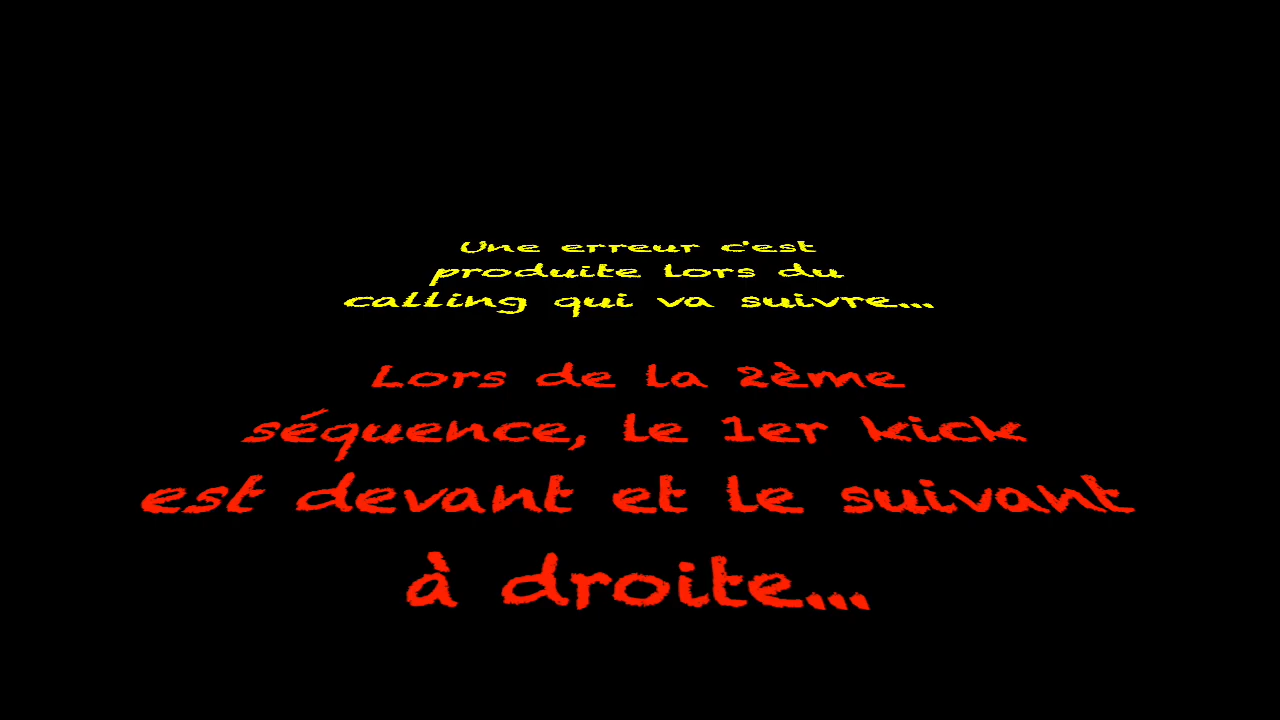 Une erreur c'est
produite lors du
calling qui va suivre...
Lors de la 2ème
séquence, le 1er kick
est devant et le suivant
à droite...